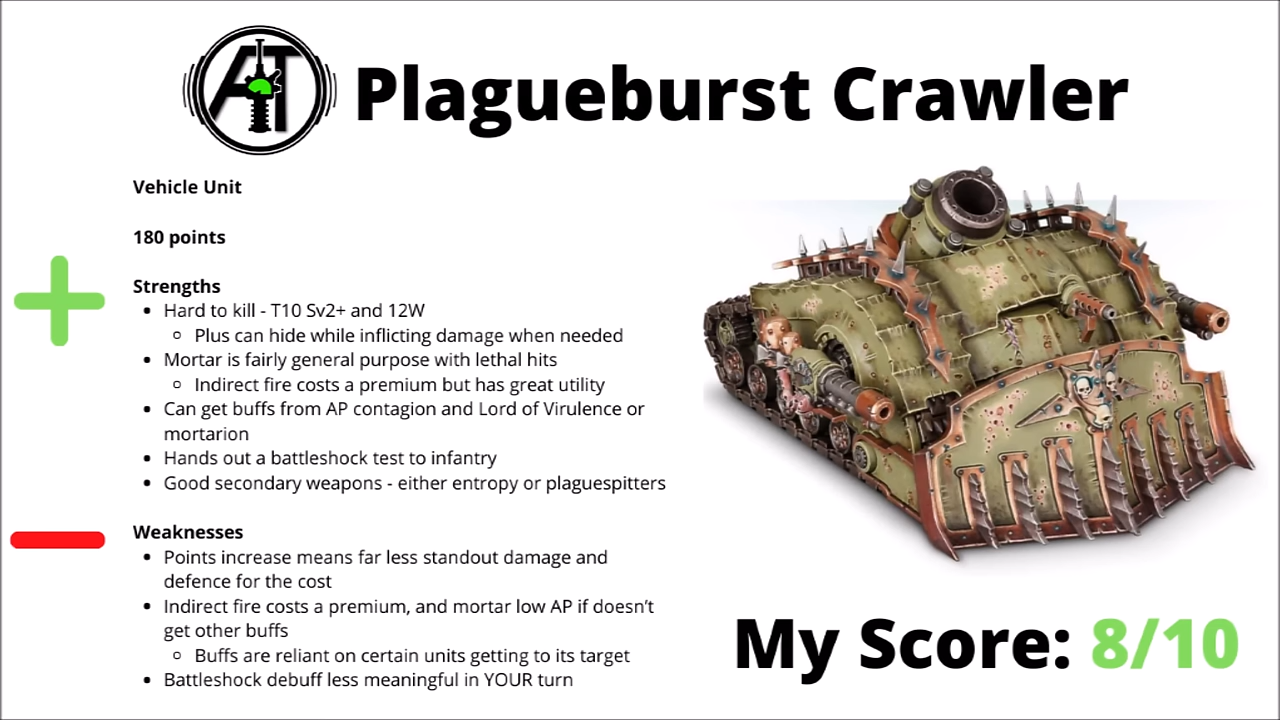 AT
Plagueburst Crawler
Vehicle Unit
180 points
Strengths
• Hard to kill - T10 Sv2+ and 12W
○ Plus can hide while inflicting damage when needed
• Mortar is fairly general purpose with lethal hits
○ Indirect fire costs a premium but has great utility
• Can get buffs from AP contagion and Lord of Virulence or
mortarion
• Hands out a battleshock test to infantry
• Good secondary weapons - either entropy or plaguespitters
Weaknesses
• Points increase means far less standout damage and
defence for the cost
• Indirect fire costs a premium, and mortar low AP if doesn't
get other buffs
○ Buffs are reliant on certain units getting to its target
• Battleshock debuff less meaningful in YOUR turn
My Score: 8/10